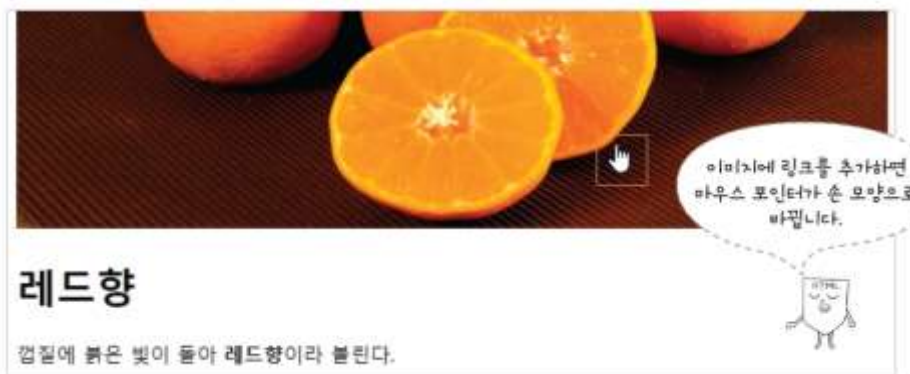 이미지에 링크를 추가하면
마우스 포인터가 손 모양으로
바뀝니다.
HTML
레드향
껍질에 붉은 빛이 돌아 레드향이라 불린다.